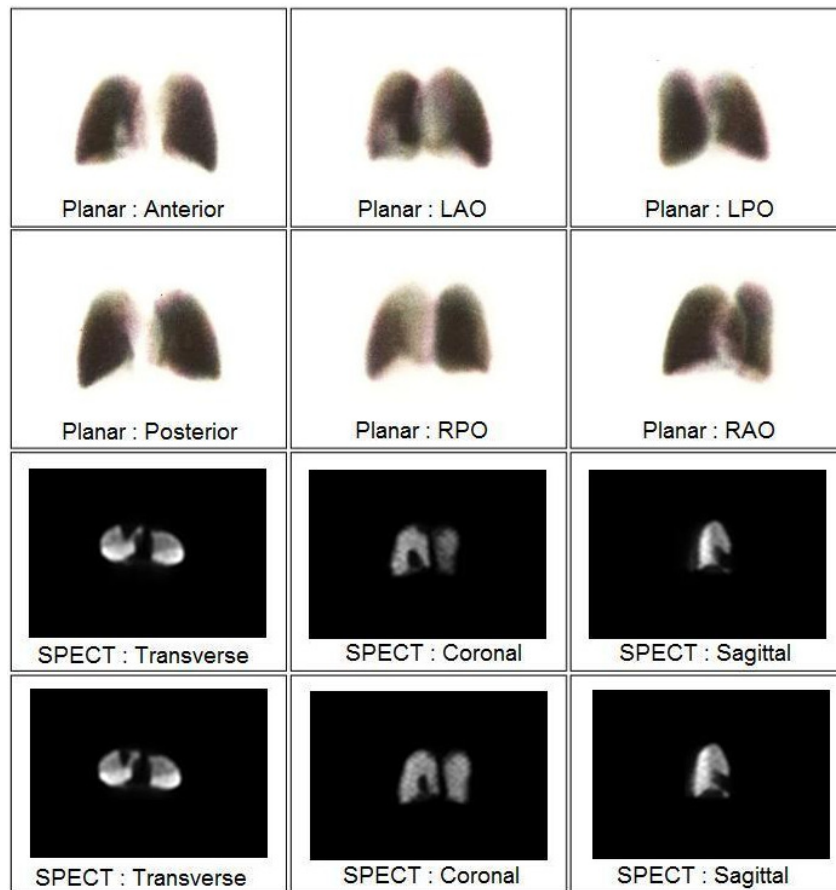 Planar : Anterior
Planar : LAO
Planar : LPO
Planar : Posterior
Planar : RPO
Planar : RAO
SPECT : Transverse
SPECT : Coronal
SPECT : Sagittal
SPECT : Transverse
SPECT : Coronal
SPECT : Sagittal